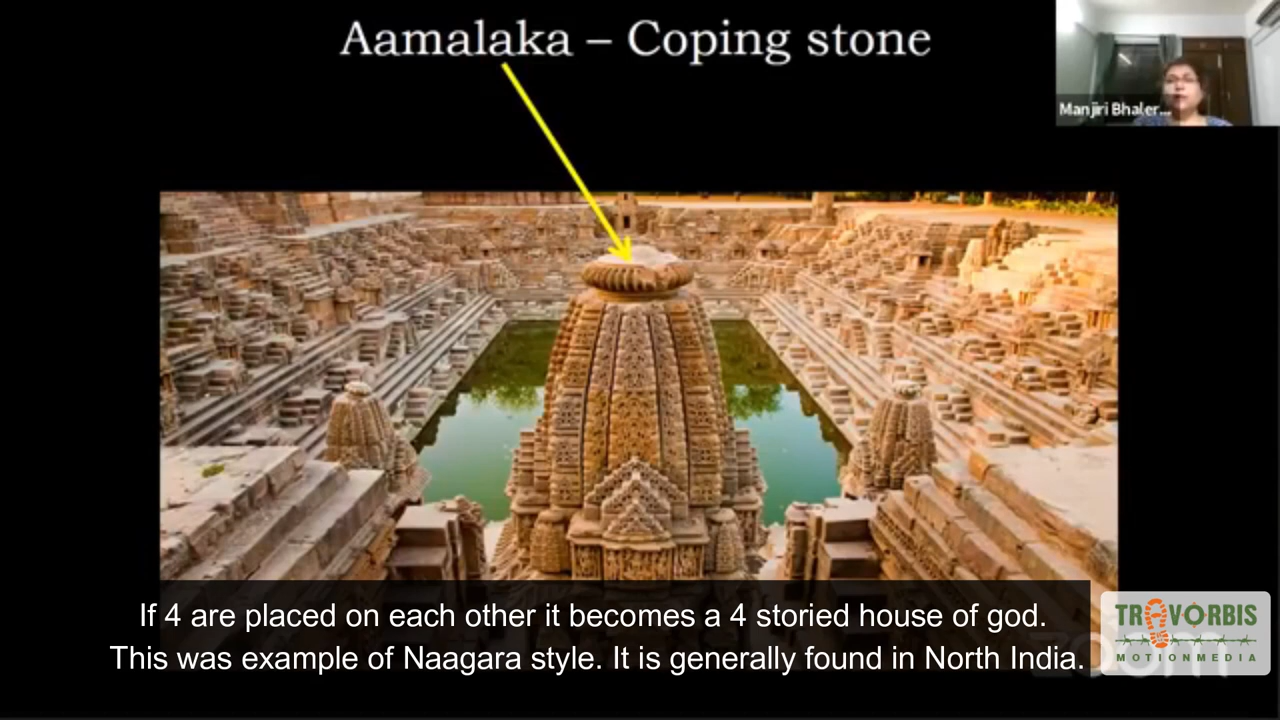 Aamalaka – Coping stone
Manjiri Bhaler...
If 4 are placed on each other it becomes a 4 storied house of god.
This was example of Naagara style. It is generally found in North India.
TRAVORBIS
MOTIONMEDIA
zoom